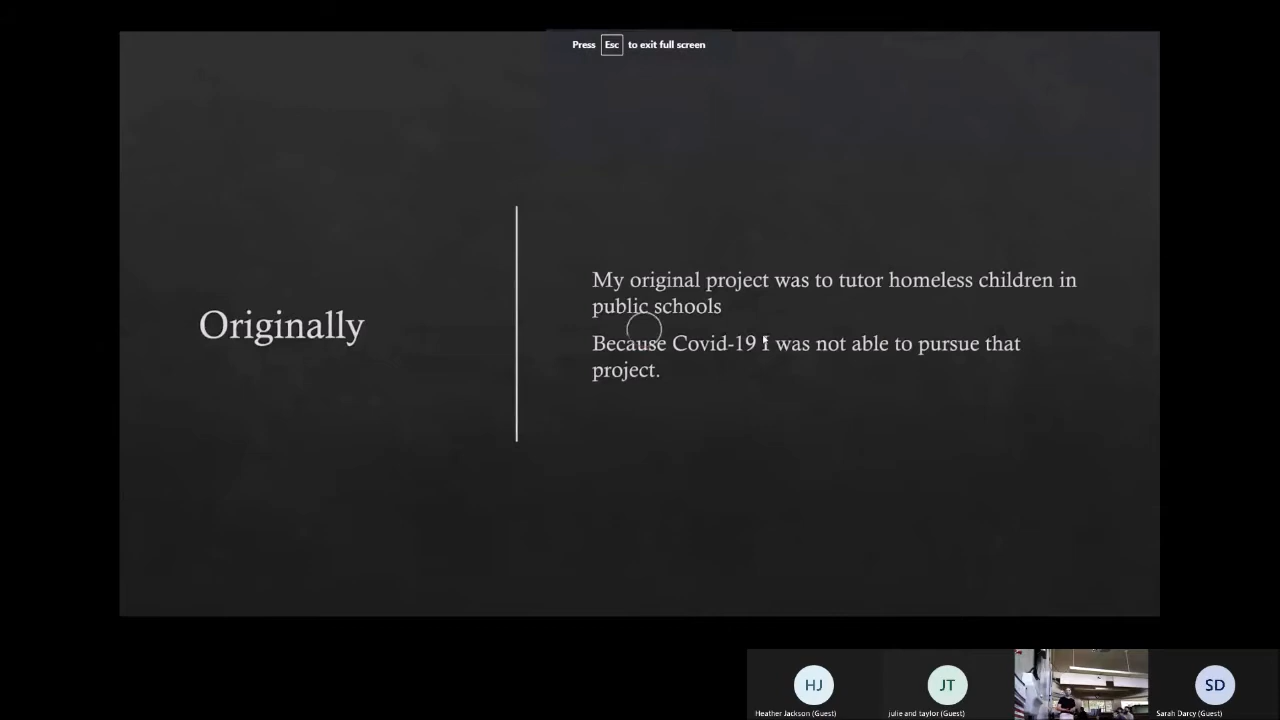 Press Esc to exit full screen
Originally
My original project was to tutor homeless children in
public schools
Because Covid-19 I was not able to pursue that
project.
HJ
JT
SD
Heather Jackson (Guest)
julie and taylor (Guest)
Sarah Darcy (Guest)